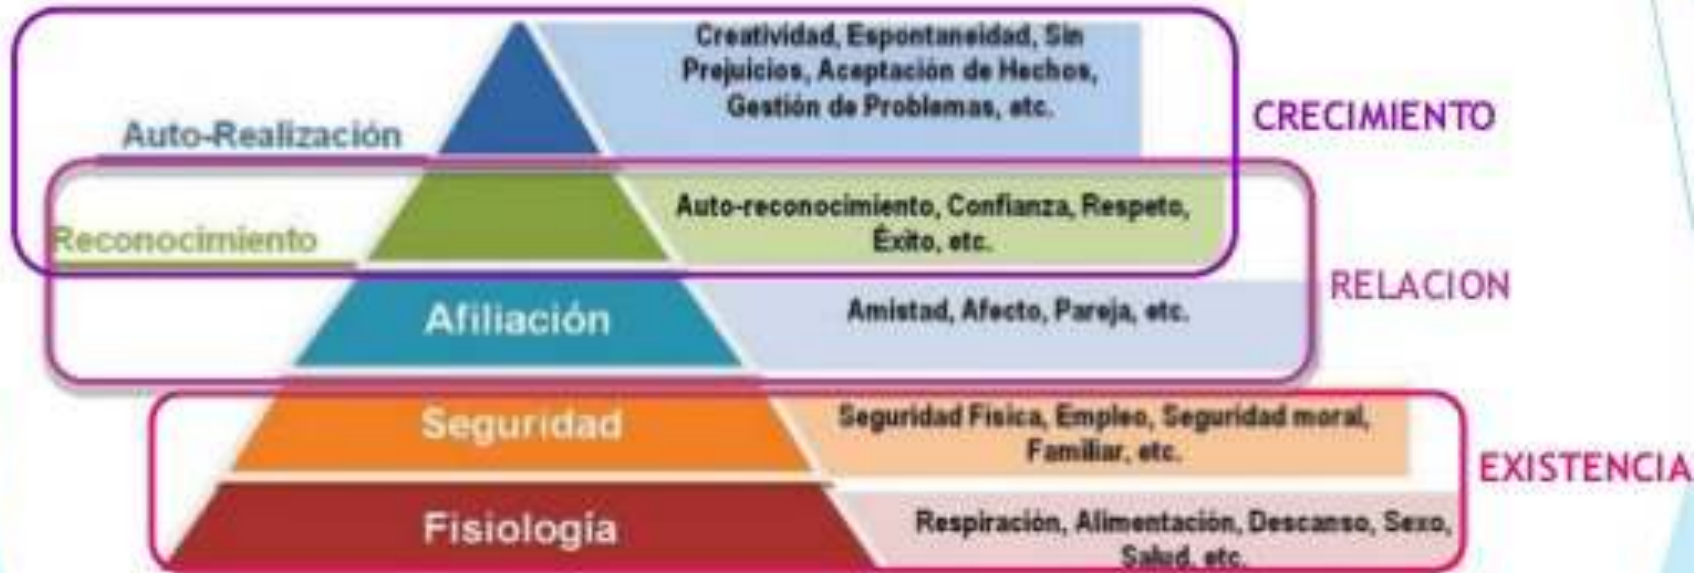 Creatividad, Espontaneidad, Sin
Prejuicios, Aceptación de Hechos,
Gestión de Problemas, etc.
CRECIMIENTO
Auto-Realización
Auto-reconocimiento, Confianza, Respeto,
Éxito, etc.
Reconocimiento
RELACION
Afiliación
Amistad, Afecto, Pareja, etc.
Seguridad
Seguridad Fisica, Empleo, Seguridad moral,
Familiar, etc.
EXISTENCIA
Fisiología
Respiración, Alimentación, Descanso, Sexo,
Salud, etc.